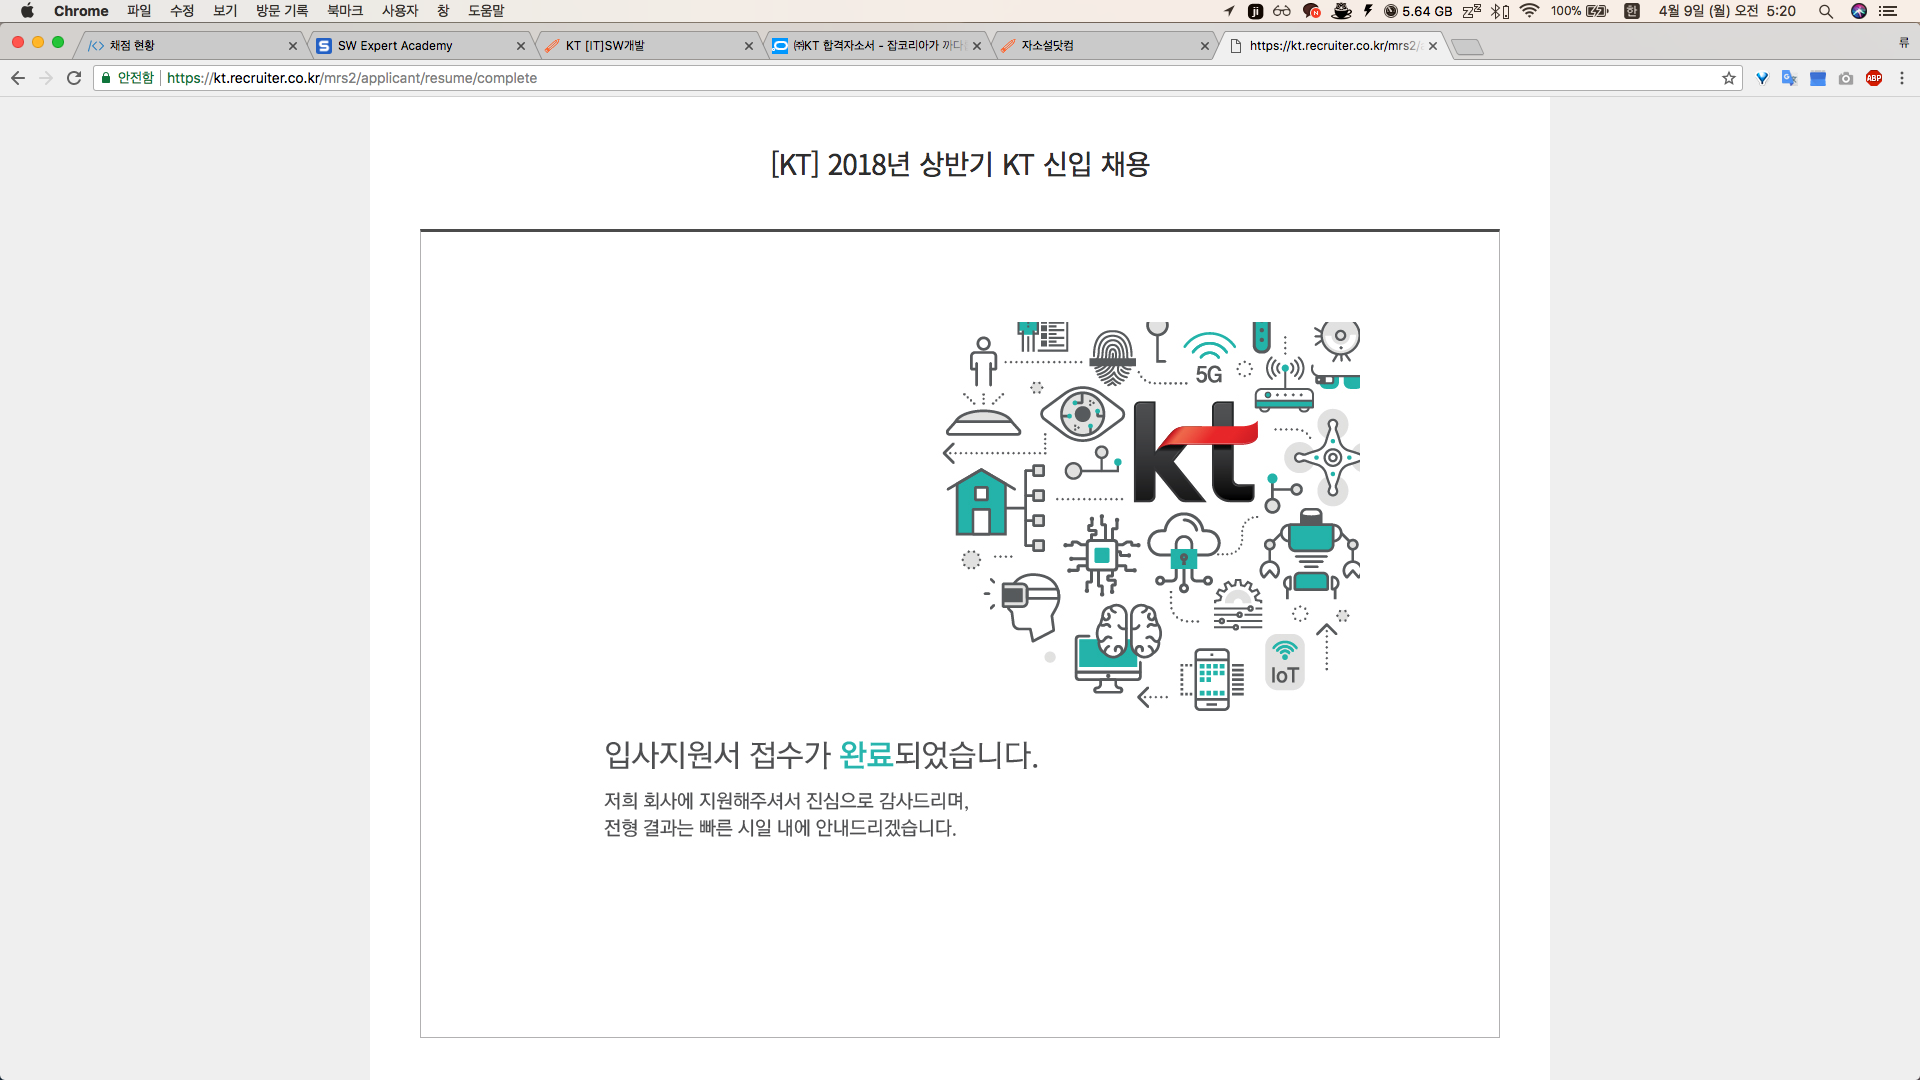 Chrome 파일 수정 보기 방문 기록 북마크 사용자 창 도움말 5.64 GB 100% 한 4월 9일 (월) 오전 5:20
채점 현황
SW Expert Academy
KT [IT]SW개발
㈜KT 합격자소서 - 잡코리아가 까다
자소설닷컴
https://kt.recruiter.co.kr/mrs2/
류
안전함 https://kt.recruiter.co.kr/mrs2/applicant/resume/complete
ABP
[KT] 2018년 상반기 KT 신입 채용
5G
kt
IoT
입사지원서 접수가 완료되었습니다.
저희 회사에 지원해주셔서 진심으로 감사드리며,
전형 결과는 빠른 시일 내에 안내드리겠습니다.